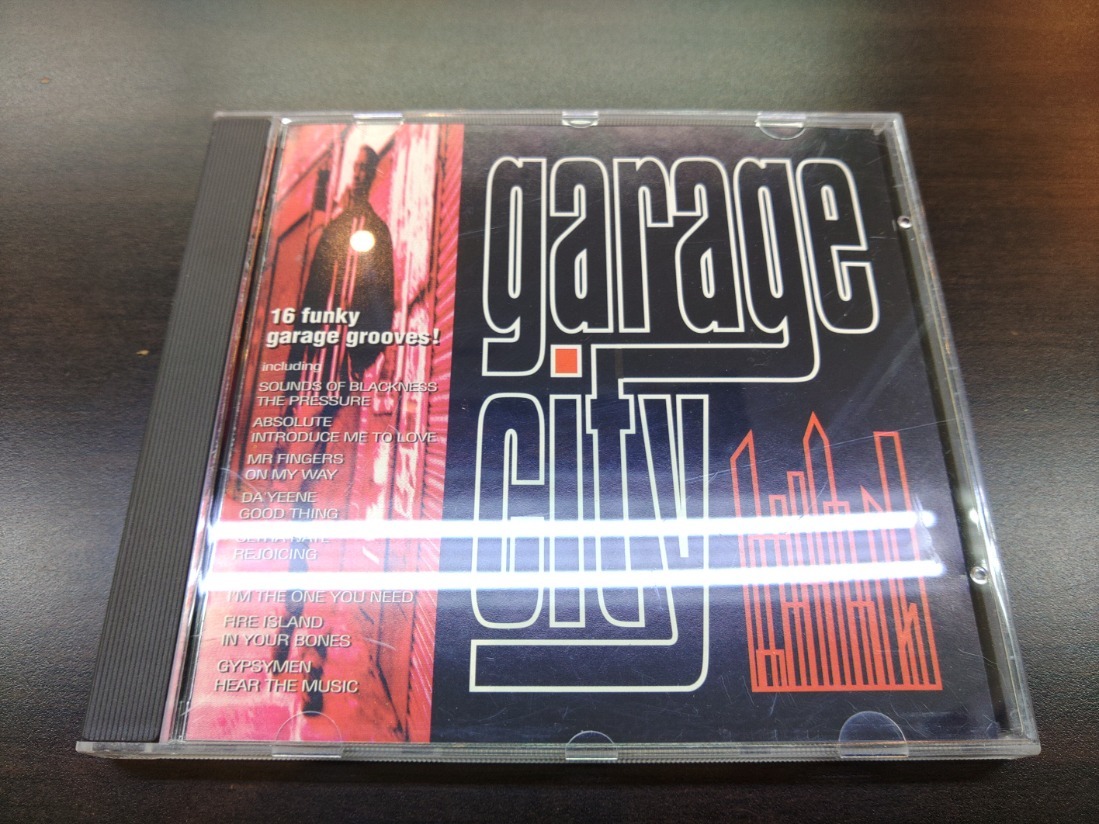 garage
city
16 funky
garage grooves!
including
SOUNDS OF BLACKNESS
THE PRESSURE
ABSOLUTE
INTRODUCE ME TO LOVE
MR FINGERS
ON MY WAY
DA'YEENE
GOOD THING
ULTRA NATE
REJOICING
I'M THE ONE YOU NEED
FIRE ISLAND
IN YOUR BONES
GYPSYMEN
HEAR THE MUSIC